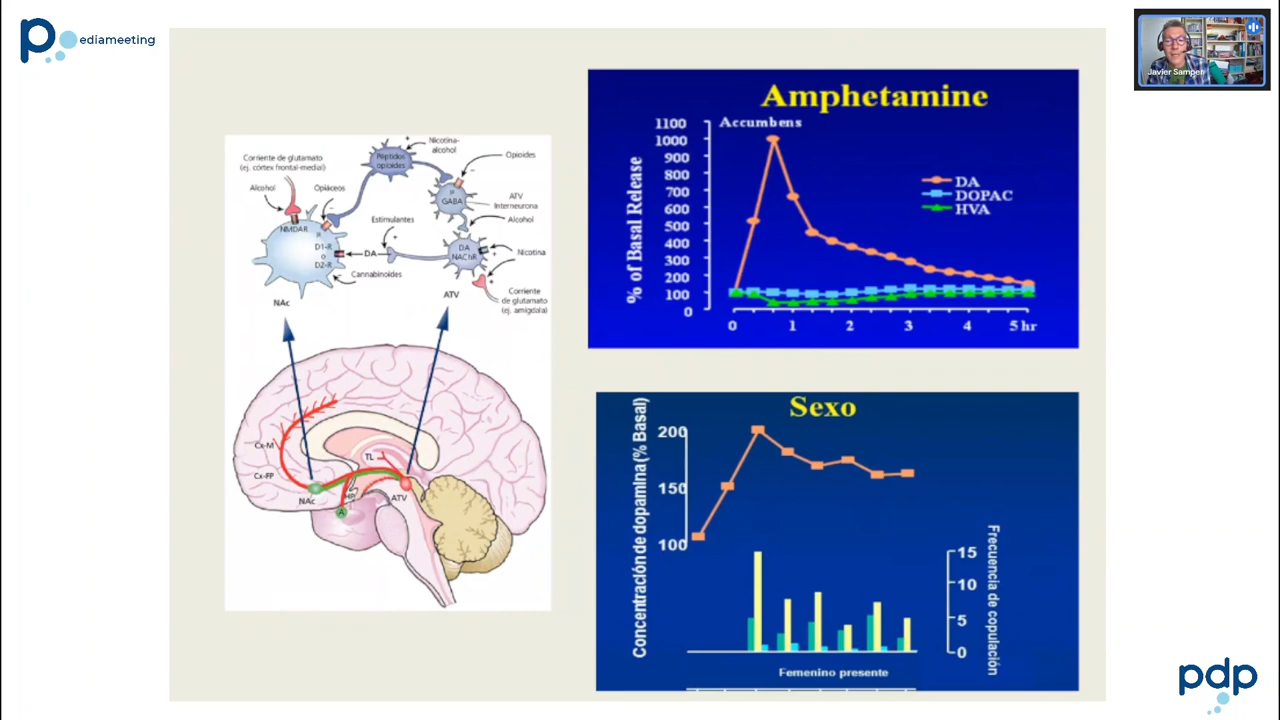 p ediameeting
Javier Samper
Corriente de glutamato
(ej. córtex frontal-medial)
Péptidos
opioides
Nicotina-
alcohol
Opioides
Alcohol
Opiáceos
GABA
ATV
Interneurona
Alcohol
NMDAR
Estimulantes
D1-R
o
D2-R
DA
DA
NAChR
Nicotina
Cannabinoides
NAc
ATV
Corriente
de glutamato
(ej. amígdala)
Cx-M
Cx-FP
TL
NAc
HP
ATV
A
Amphetamine
Accumbens
% of Basal Release
1100
1000
900
800
700
600
500
400
300
200
100
0
DA
DOPAC
HVA
0 1 2 3 4 5 hr
Sexo
Concentración de dopamina (% Basal)
200
150
100
15
10
5
0
Frecuencia de copulación
Femenino presente
pdp